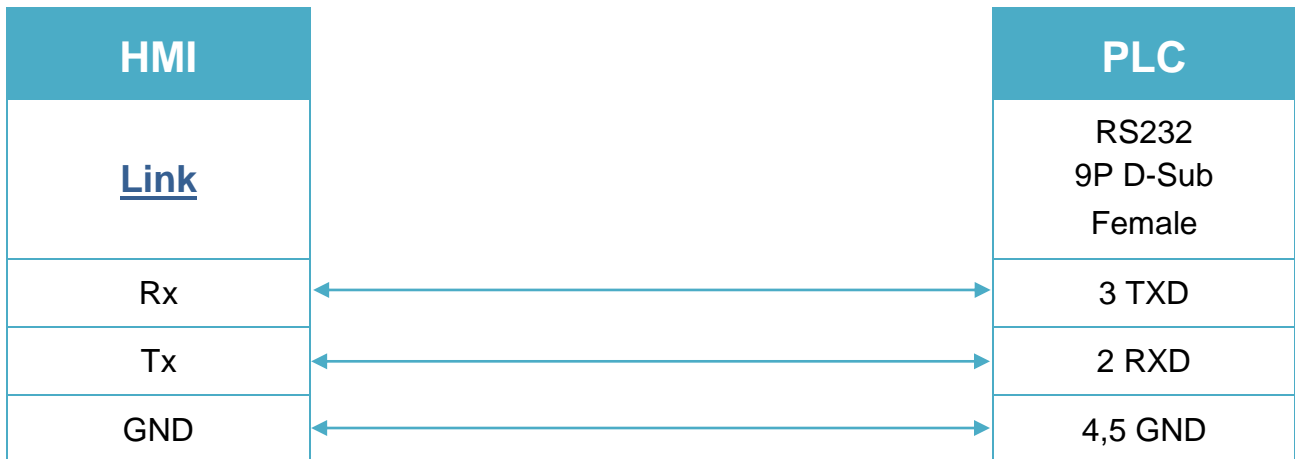 HMI
PLC
Link
RS232
9P D-Sub
Female
Rx
3 TXD
Tx
2 RXD
GND
4,5 GND